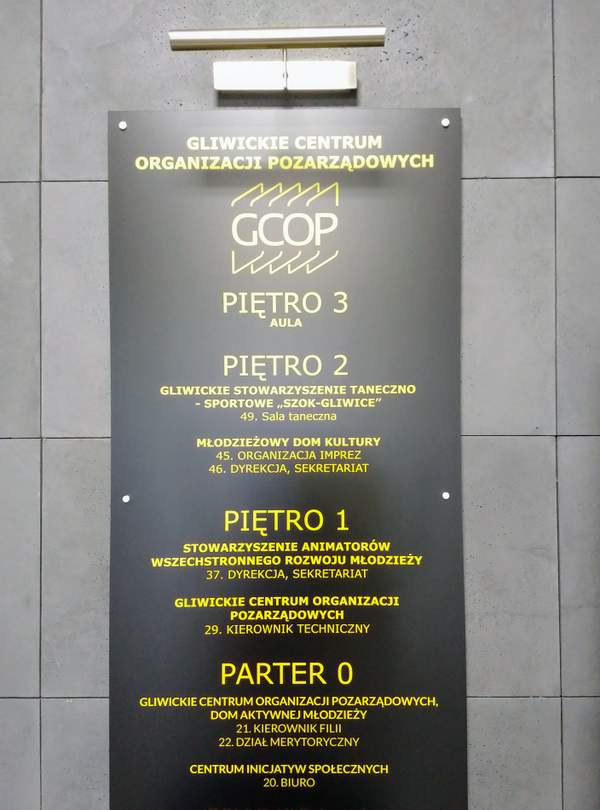 GLIWICKIE CENTRUM
ORGANIZACJI POZARZĄDOWYCH
GCOP
PIĘTRO 3
AULA
PIĘTRO 2
GLIWICKIE STOWARZYSZENIE TANECZNO
- SPORTOWE „SZOK-GLIWICE”
49. Sala taneczna
MŁODZIEŻOWY DOM KULTURY
45. ORGANIZACJA IMPREZ
46. DYREKCJA, SEKRETARIAT
PIĘTRO 1
STOWARZYSZENIE ANIMATORÓW
WSZECHSTRONNEGO ROZWOJU MŁODZIEŻY
37. DYREKCJA, SEKRETARIAT
GLIWICKIE CENTRUM ORGANIZACJI
POZARZĄDOWYCH
29. KIEROWNIK TECHNICZNY
PARTER 0
GLIWICKIE CENTRUM ORGANIZACJI POZARZĄDOWYCH,
DOM AKTYWNEJ MŁODZIEŻY
21. KIEROWNIK FILII
22. DZIAŁ MERYTORYCZNY
CENTRUM INICJATYW SPOŁECZNYCH
20. BIURO